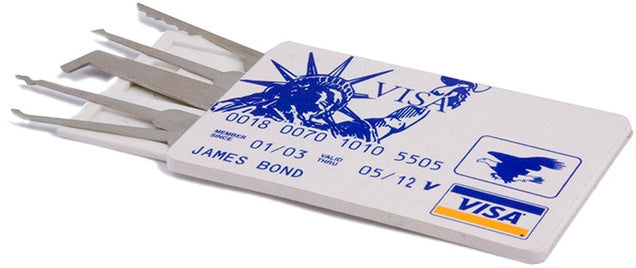 VISA
0018 0070 1010 5505
MEMBER SINCE 01/03 VALID THRU 05/12 V
JAMES BOND
VISA